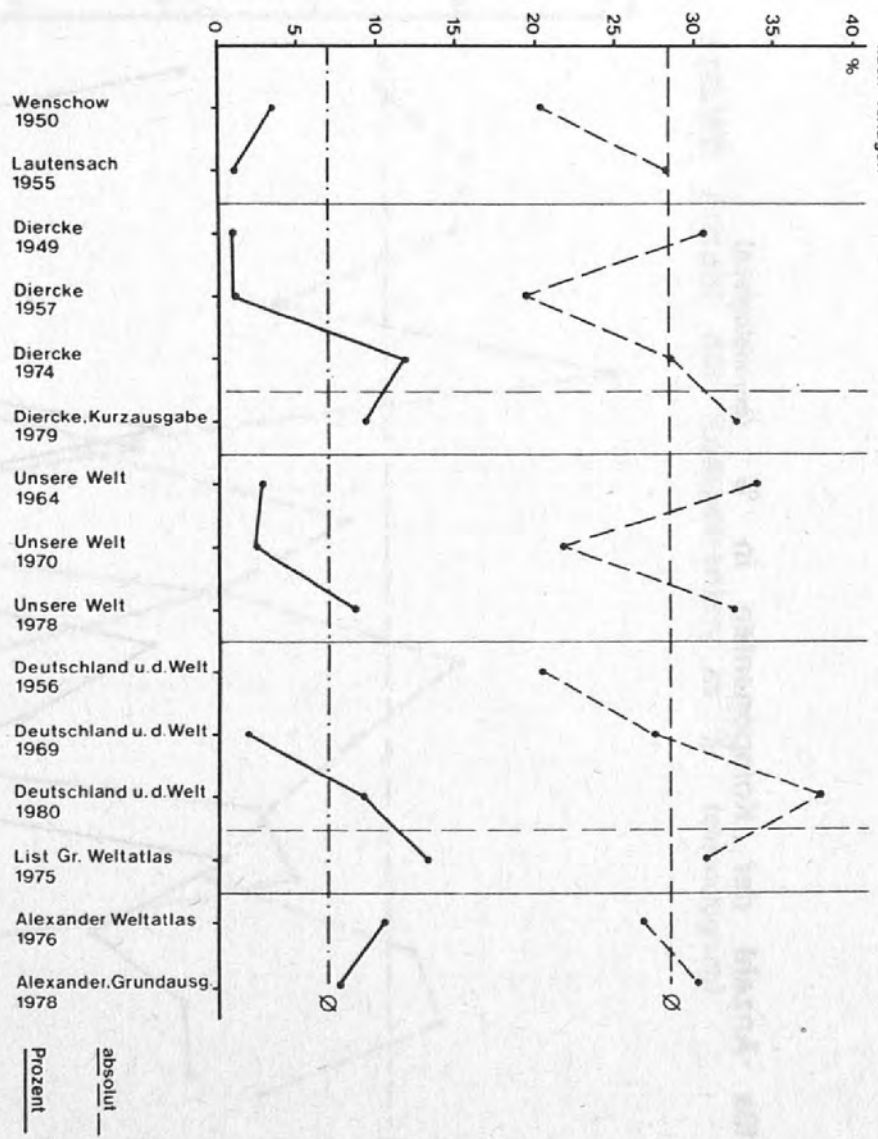 0 5 10 15 20 25 30 35 40
%
Wenschow
1950
Lautensach
1955
Diercke
1949
Diercke
1957
Diercke
1974
Diercke,Kurzausgabe
1979
Unsere Welt
1964
Unsere Welt
1970
Unsere Welt
1978
Deutschland u.d.Welt
1956
Deutschland u.d.Welt
1969
Deutschland u.d.Welt
1980
List Gr. Weltatlas
1975
Alexander Weltatlas
1976
Alexander.Grundausg.
1978
Ø Ø
absolut
Prozent